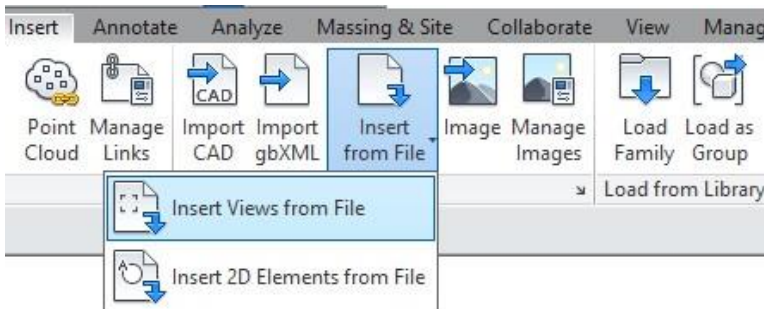 Insert Annotate Analyze Massing & Site Collaborate View Manag
CAD
Point Cloud
Manage Links
Import CAD
Import gbXML
Insert from File
Image
Manage Images
Load Family
Load as Group
Load from Library
Insert Views from File
A
Insert 2D Elements from File